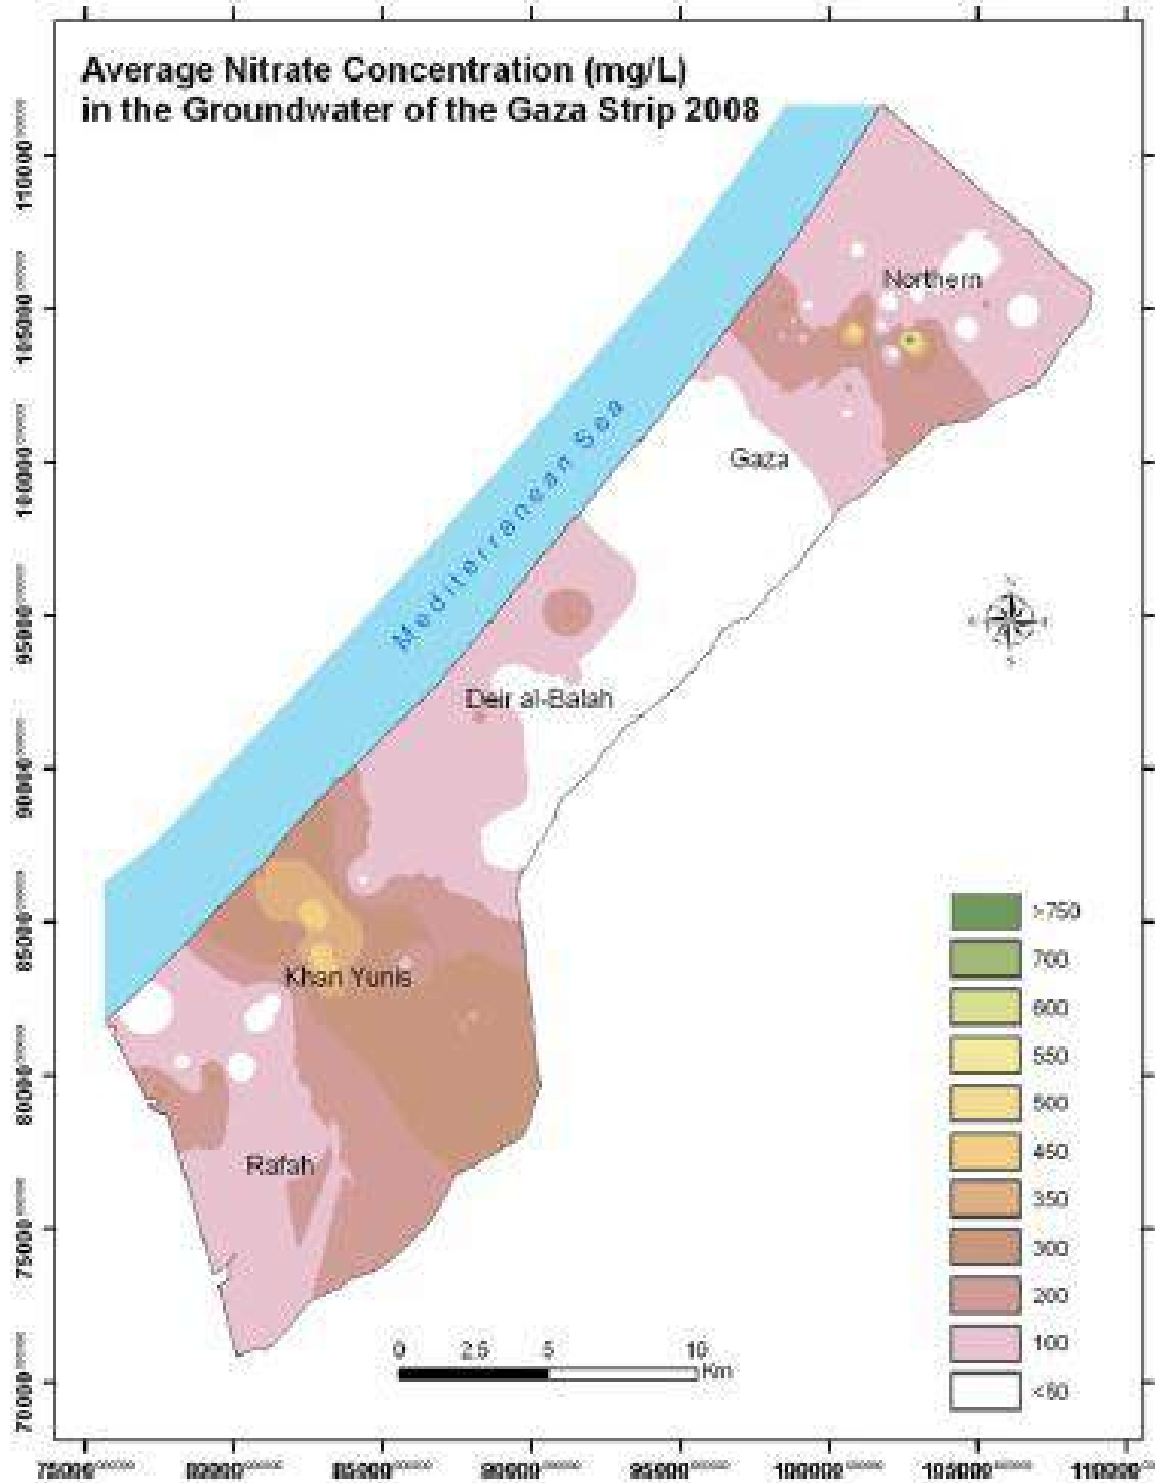 Average Nitrate Concentration (mg/L)
in the Groundwater of the Gaza Strip 2008
110000
105000
100000
95000
90000
85000
80000
75000
70000
Northern
Gaza
Mediterranean Sea
Deir al-Balah
Khan Yunis
Rafah
S
>750
700
600
550
500
450
350
300
200
100
<50
0 2.5 5 10
Km
75000 80000 85000 90000 95000 100000 105000 110000